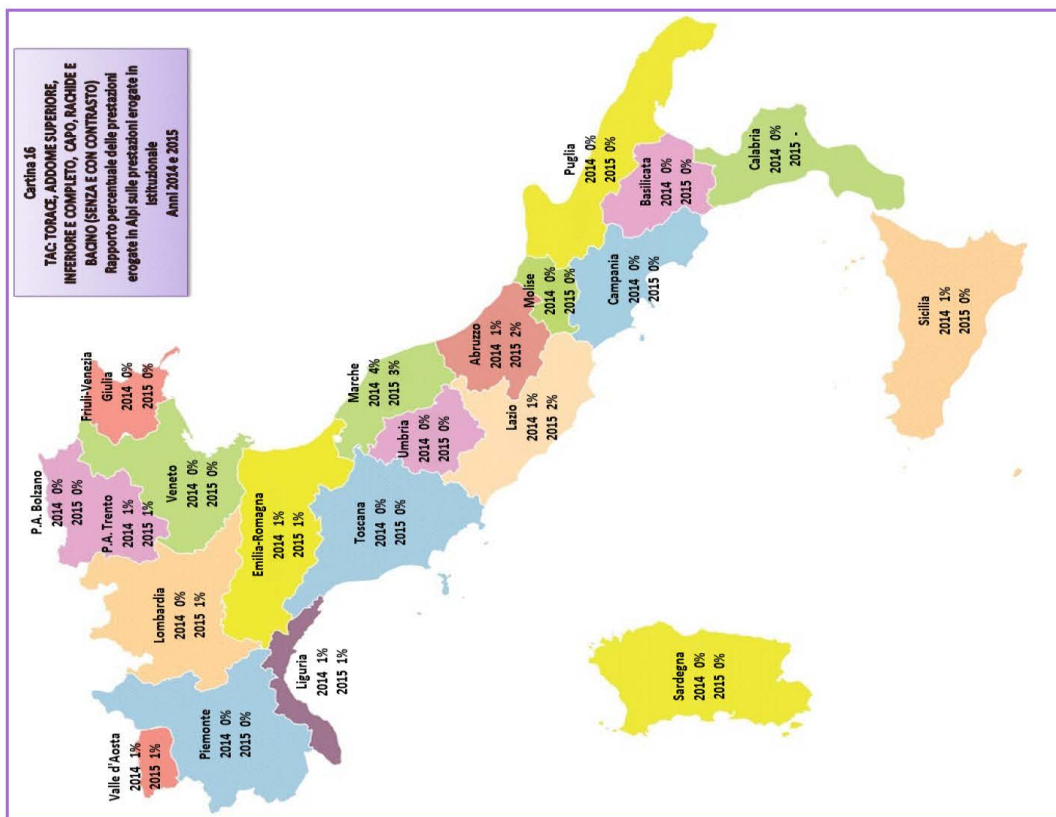 Cartina 16
TAC: TORACE, ADDOME SUPERIORE,
INFERIORE E COMPLETO, CAPO, RACHIDE E
BACINO (SENZA E CON CONTRASTO)
Rapporto percentuale delle prestazioni
erogate in Alpi sulle prestazioni erogate in
istituzionale
Anni 2014 e 2015
Valle d'Aosta
2014 1%
2015 1%
Piemonte
2014 0%
2015 0%
Liguria
2014 1%
2015 1%
Lombardia
2014 0%
2015 1%
P.A. Bolzano
2014 0%
2015 0%
P.A. Trento
2014 1%
2015 1%
Veneto
2014 0%
2015 0%
Friuli-Venezia
Giulia
2014 0%
2015 0%
Emilia-Romagna
2014 1%
2015 1%
Toscana
2014 0%
2015 0%
Marche
2014 4%
2015 3%
Umbria
2014 0%
2015 0%
Lazio
2014 1%
2015 2%
Abruzzo
2014 1%
2015 2%
Molise
2014 0%
2015 0%
Campania
2014 0%
2015 0%
Puglia
2014 0%
2015 0%
Basilicata
2014 0%
2015 0%
Calabria
2014 0%
2015 -
Sicilia
2014 1%
2015 0%
Sardegna
2014 0%
2015 0%